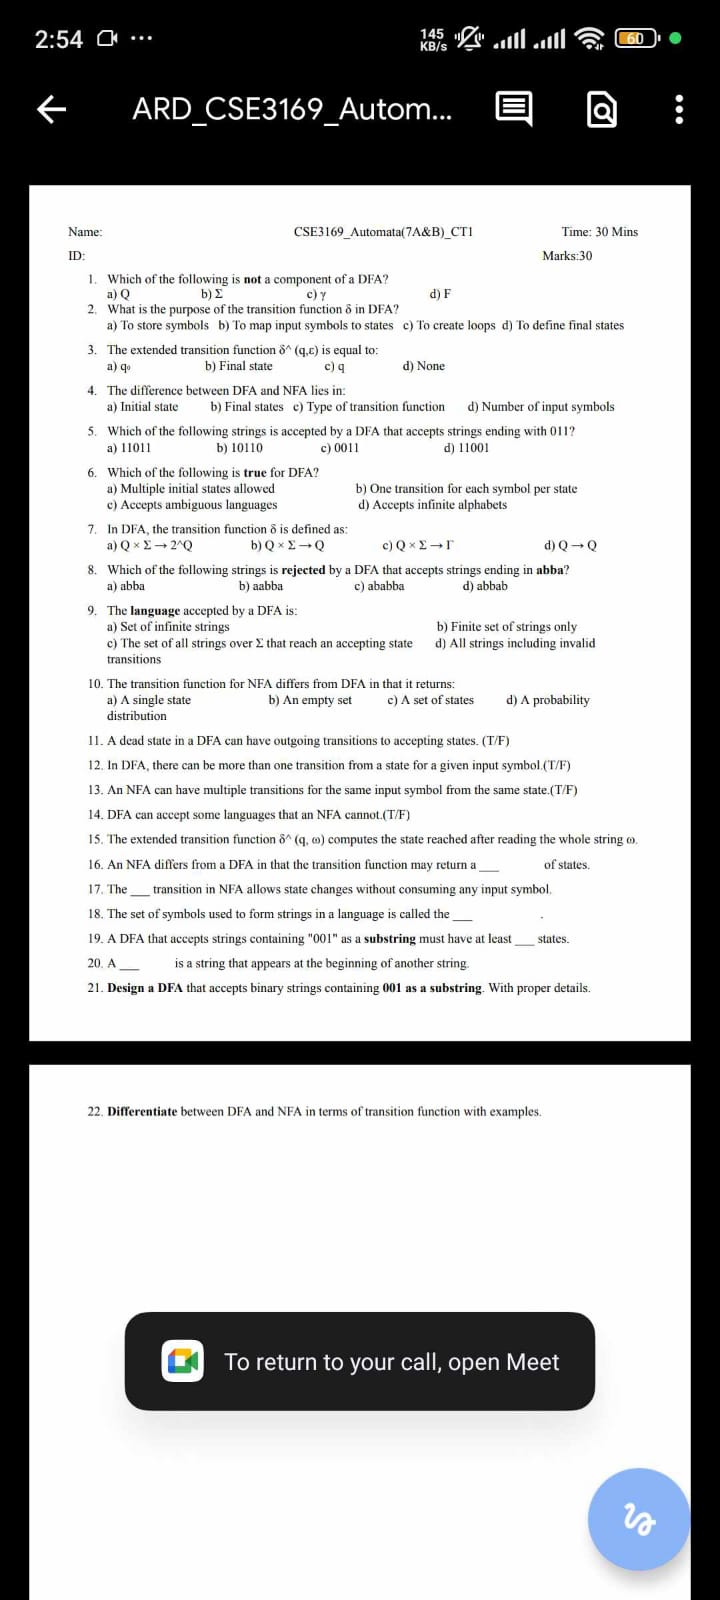 2:54 ... 145 KB/s 60
ARD_CSE3169_Autom...
Name: CSE3169_Automata(7A&B)_CT1 Time: 30 Mins
ID: Marks:30
1. Which of the following is not a component of a DFA?
a) Q b) Σ c) γ d) F
2. What is the purpose of the transition function δ in DFA?
a) To store symbols b) To map input symbols to states c) To create loops d) To define final states
3. The extended transition function δ^ (q,ε) is equal to:
a) q₀ b) Final state c) q d) None
4. The difference between DFA and NFA lies in:
a) Initial state b) Final states c) Type of transition function d) Number of input symbols
5. Which of the following strings is accepted by a DFA that accepts strings ending with 011?
a) 11011 b) 10110 c) 0011 d) 11001
6. Which of the following is true for DFA?
a) Multiple initial states allowed b) One transition for each symbol per state
c) Accepts ambiguous languages d) Accepts infinite alphabets
7. In DFA, the transition function δ is defined as:
a) Q × Σ → 2^Q b) Q × Σ → Q c) Q × Σ → Γ d) Q → Q
8. Which of the following strings is rejected by a DFA that accepts strings ending in abba?
a) abba b) aabba c) ababba d) abbab
9. The language accepted by a DFA is:
a) Set of infinite strings b) Finite set of strings only
c) The set of all strings over Σ that reach an accepting state d) All strings including invalid
transitions
10. The transition function for NFA differs from DFA in that it returns:
a) A single state b) An empty set c) A set of states d) A probability
distribution
11. A dead state in a DFA can have outgoing transitions to accepting states. (T/F)
12. In DFA, there can be more than one transition from a state for a given input symbol.(T/F)
13. An NFA can have multiple transitions for the same input symbol from the same state.(T/F)
14. DFA can accept some languages that an NFA cannot.(T/F)
15. The extended transition function δ^ (q, ω) computes the state reached after reading the whole string ω.
16. An NFA differs from a DFA in that the transition function may return a ___ of states.
17. The ___ transition in NFA allows state changes without consuming any input symbol.
18. The set of symbols used to form strings in a language is called the ___ .
19. A DFA that accepts strings containing "001" as a substring must have at least ___ states.
20. A ___ is a string that appears at the beginning of another string.
21. Design a DFA that accepts binary strings containing 001 as a substring. With proper details.
22. Differentiate between DFA and NFA in terms of transition function with examples.
To return to your call, open Meet